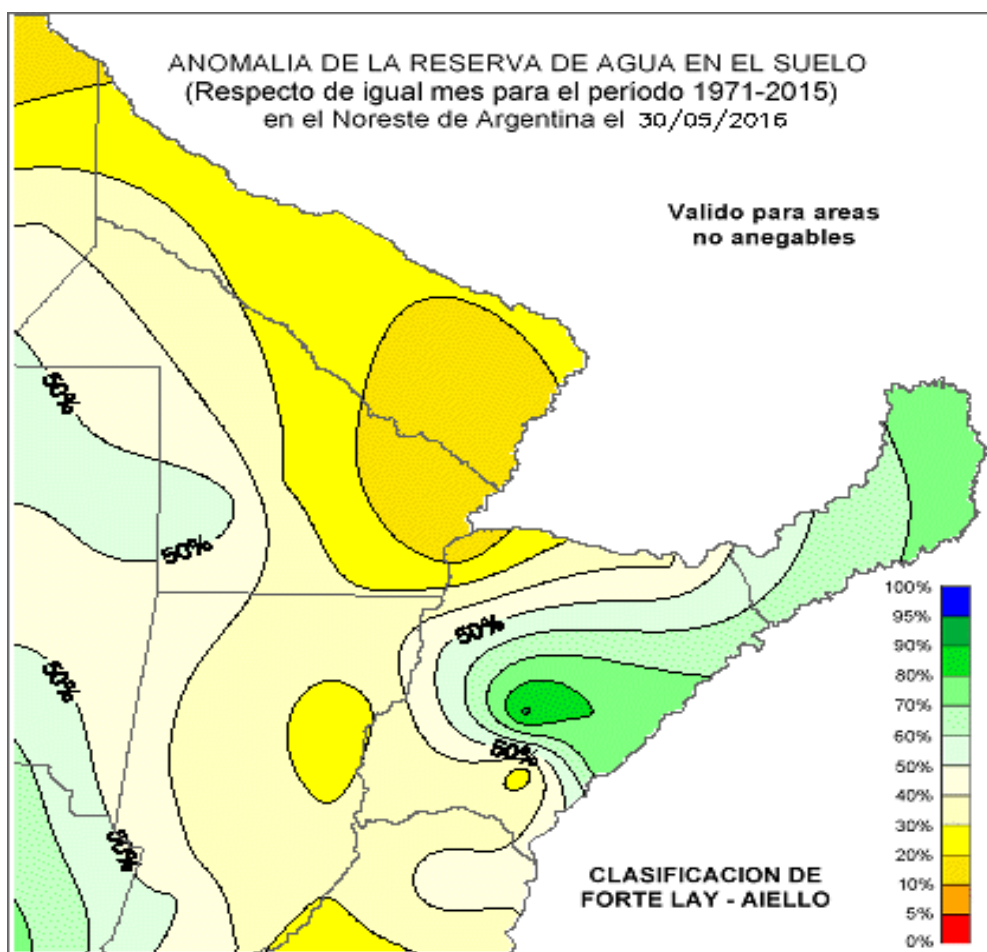 ANOMALIA DE LA RESERVA DE AGUA EN EL SUELO
(Respecto de igual mes para el período 1971-2015)
en el Noreste de Argentina el 30/05/2016
Valido para areas
no anegables
50%
50%
50%
50%
50%
50%
100%
95%
90%
80%
70%
60%
50%
40%
30%
20%
10%
5%
0%
CLASIFICACION DE
FORTE LAY - AIELLO